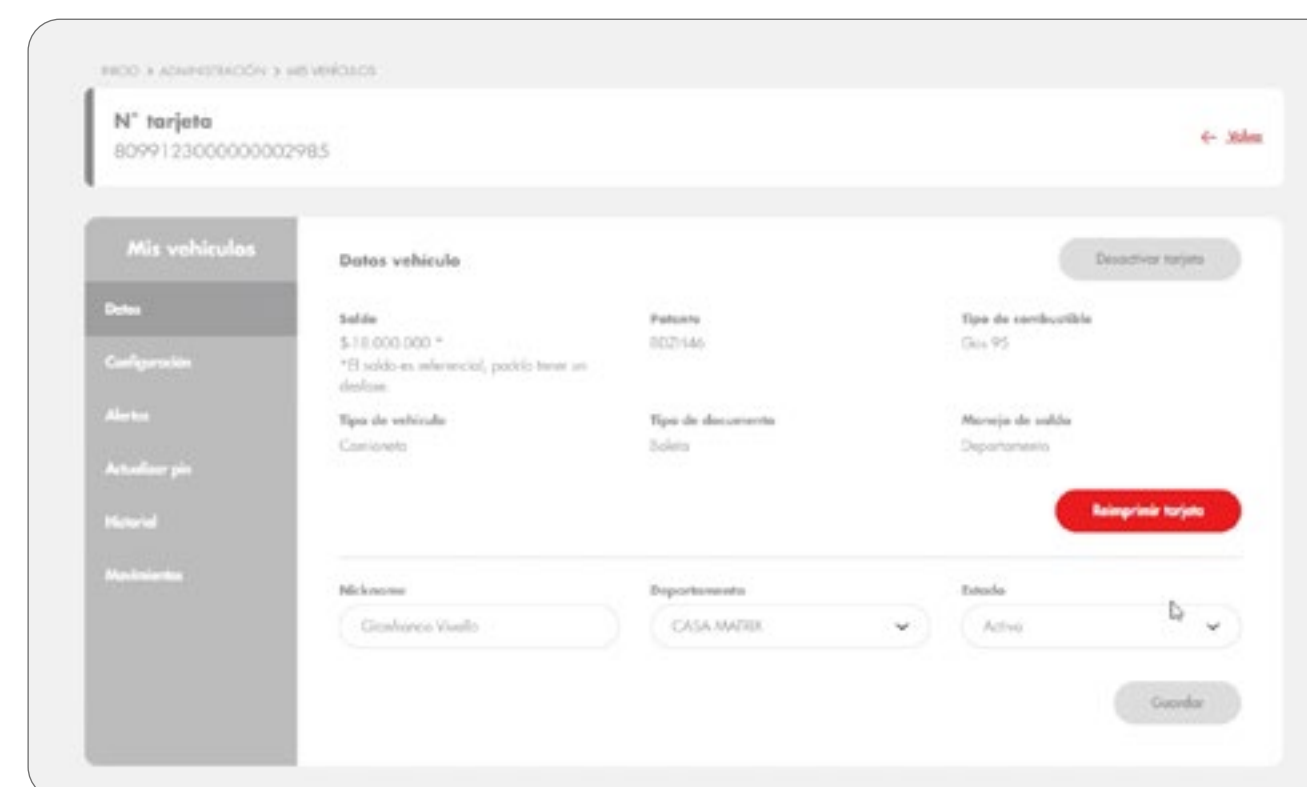 INICIO > ADMINISTRACIÓN > MIS VEHÍCULOS
N° tarjeta
8099123000000002985
← Volver
Mis vehículos
Datos
Configuración
Alertas
Actualizar pin
Historial
Movimientos
Datos vehículo
Desactivar tarjeta
Saldo
$-18.000.000 *
*El saldo es referencial, podría tener un
desfase.
Patente
Tipo de combustible
Gas 95
Tipo de vehículo
Camioneta
Tipo de documento
Boleta
Manejo de saldo
Departamento
Reimprimir tarjeta
Nickname
Gianfranco
Departamento
CASA MATRIX
Estado
Activo
Guardar